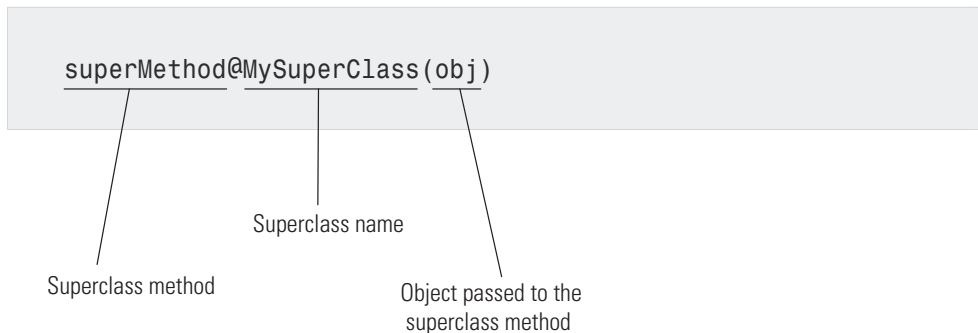 superMethod@MySuperClass(obj)
Superclass name
Superclass method
Object passed to the
superclass method